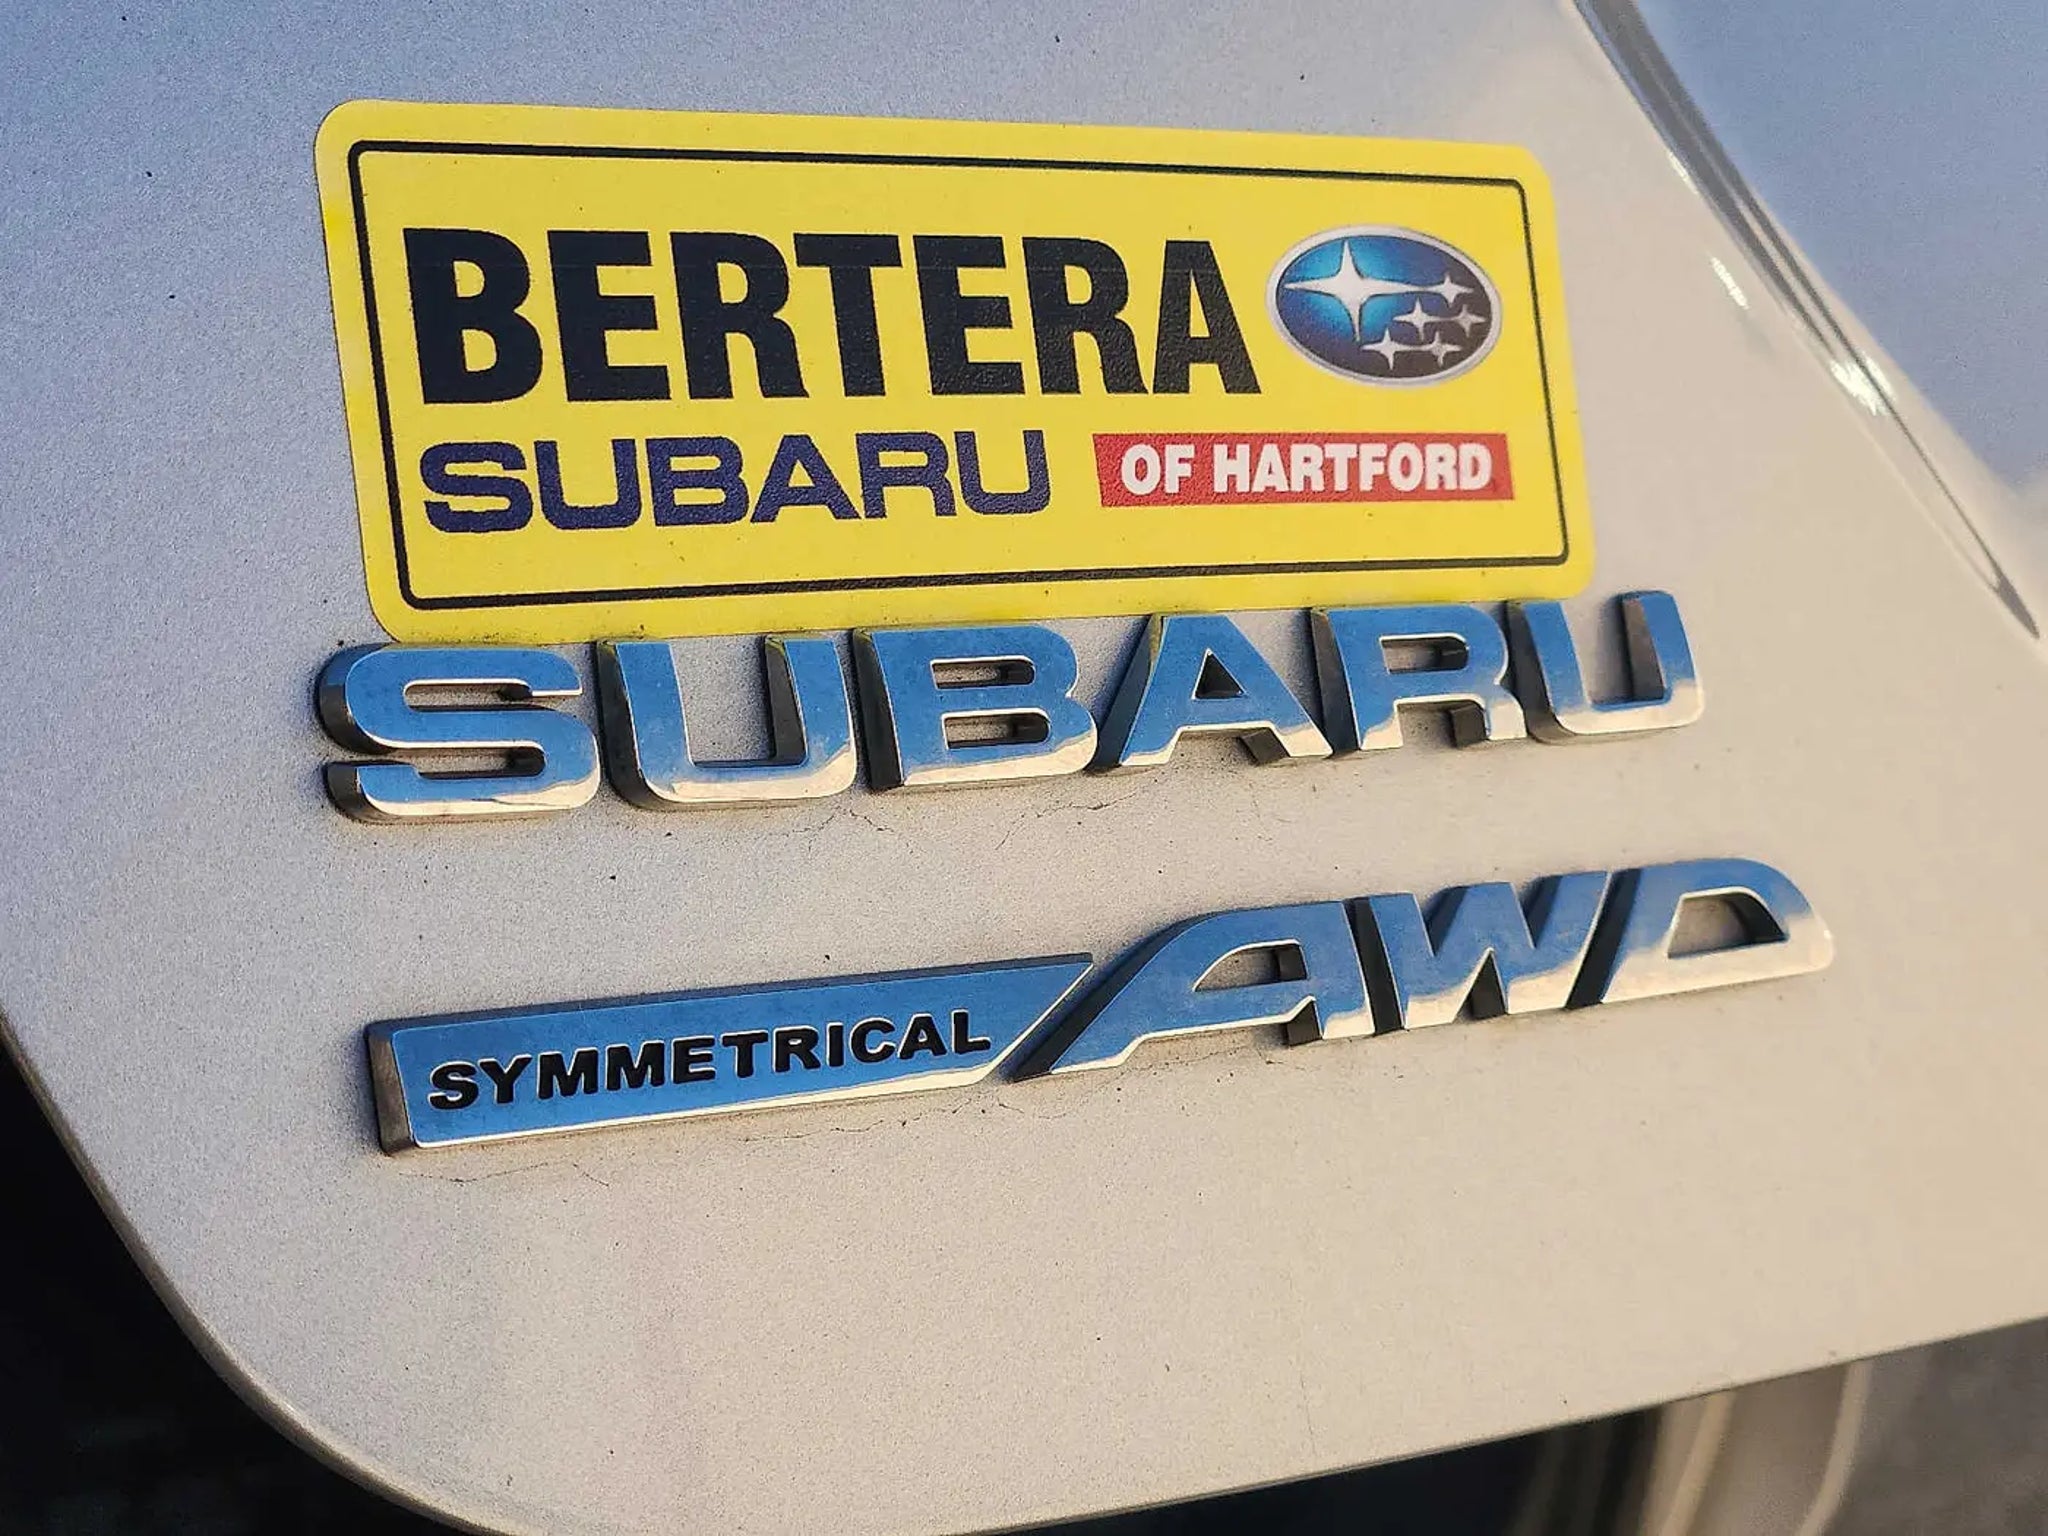 BERTERA
SUBARU OF HARTFORD
SUBARU
SYMMETRICAL AWD